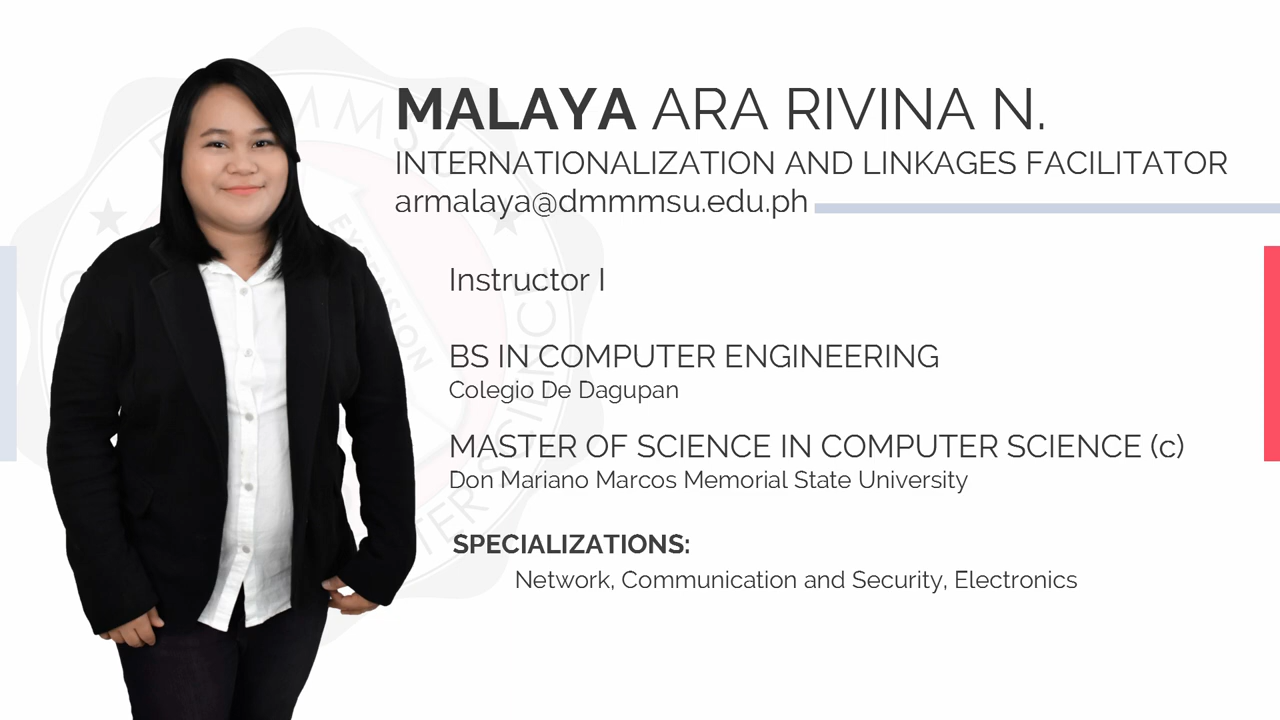 MALAYA ARA RIVINA N.
INTERNATIONALIZATION AND LINKAGES FACILITATOR
armalaya@dmmmsu.edu.ph
Instructor I
BS IN COMPUTER ENGINEERING
Colegio De Dagupan
MASTER OF SCIENCE IN COMPUTER SCIENCE (c)
Don Mariano Marcos Memorial State University
SPECIALIZATIONS:
Network, Communication and Security, Electronics
EXTENSION